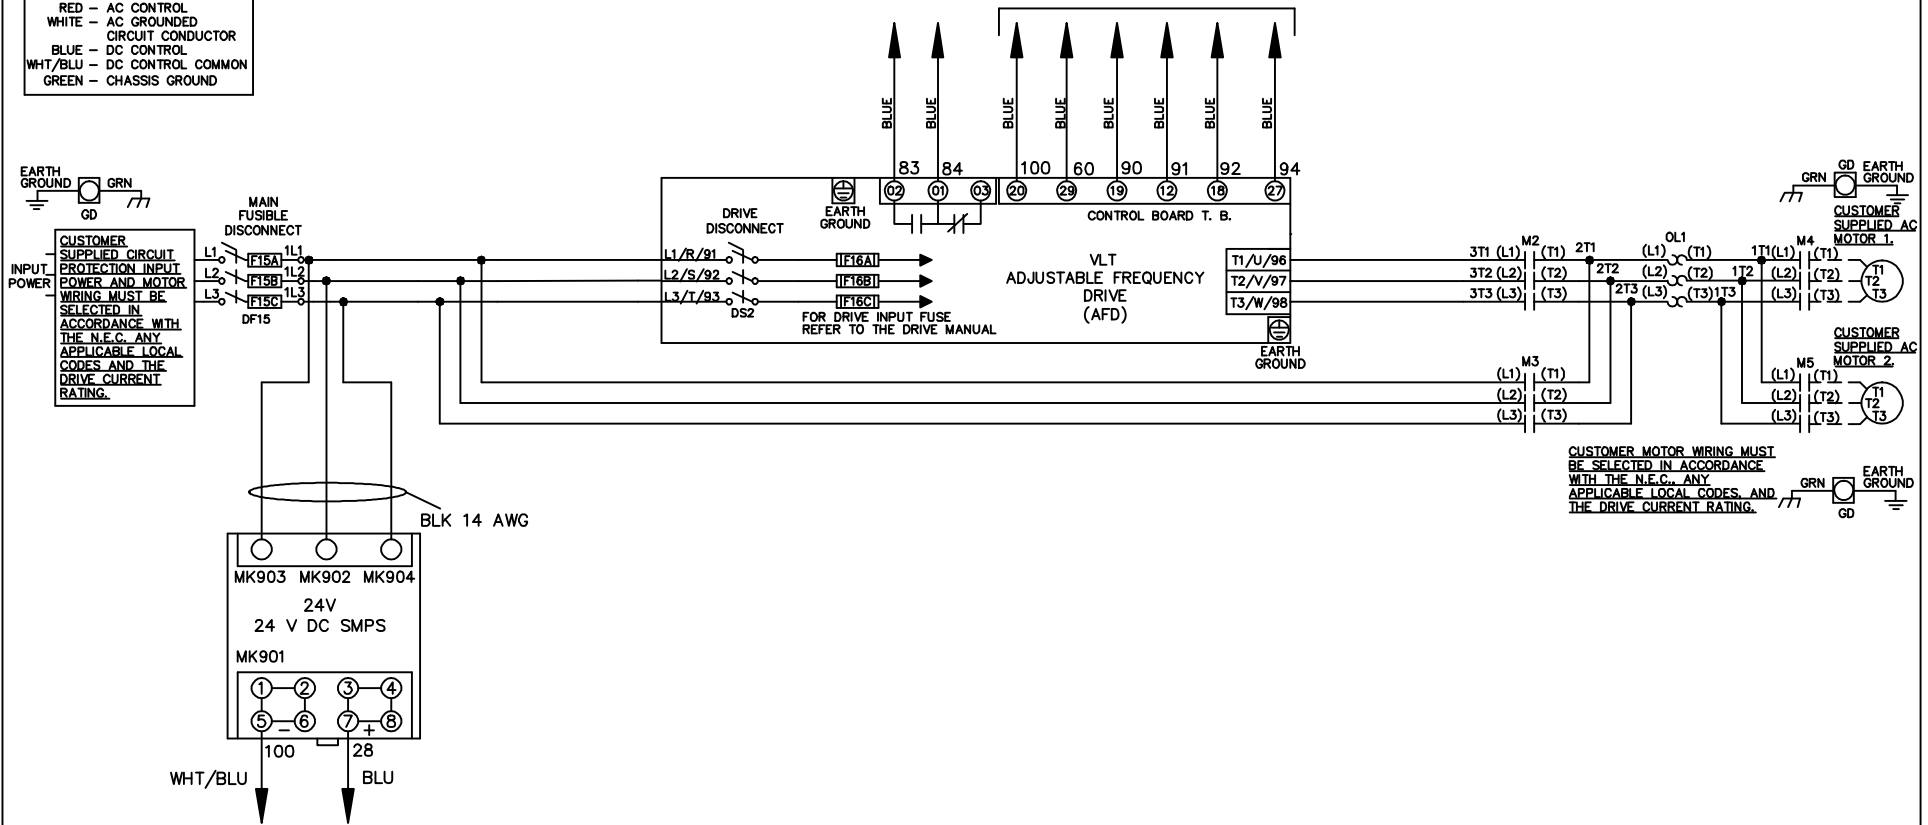 RED – AC CONTROL
WHITE – AC GROUNDED
CIRCUIT CONDUCTOR
BLUE – DC CONTROL
WHT/BLU – DC CONTROL COMMON
GREEN – CHASSIS GROUND
BLUE BLUE BLUE BLUE BLUE BLUE BLUE BLUE
83 84 100 60 90 91 92 94
02 01 03 20 29 19 12 18 27
EARTH
GROUND
GRN
GD
MAIN
FUSIBLE
DISCONNECT
INPUT
POWER
CUSTOMER
SUPPLIED CIRCUIT
PROTECTION INPUT
POWER AND MOTOR
WIRING MUST BE
SELECTED IN
ACCORDANCE WITH
THE N.E.C. ANY
APPLICABLE LOCAL
CODES AND THE
DRIVE CURRENT
RATING.
L1 F15A 1L1
L2 F15B 1L2
L3 F15C 1L3
DF15
DRIVE
DISCONNECT
L1/R/91
L2/S/92
L3/T/93
DS2
EARTH
GROUND
CONTROL BOARD T. B.
F16A
F16B
F16C
FOR DRIVE INPUT FUSE
REFER TO THE DRIVE MANUAL
VLT
ADJUSTABLE FREQUENCY
DRIVE
(AFD)
T1/U/96
T2/V/97
T3/W/98
EARTH
GROUND
M2
3T1 (L1) (T1) 2T1
3T2 (L2) (T2) 2T2
3T3 (L3) (T3) 2T3
OL1
(L1) (T1) 1T1
(L2) (T2) 1T2
(L3) (T3) 1T3
M4
(L1) (T1)
(L2) (T2)
(L3) (T3)
T1
T2
T3
GRN
GD
EARTH
GROUND
CUSTOMER
SUPPLIED AC
MOTOR 1.
M3
(L1) (T1)
(L2) (T2)
(L3) (T3)
M5
(L1) (T1)
(L2) (T2)
(L3) (T3)
T1
T2
T3
CUSTOMER
SUPPLIED AC
MOTOR 2.
CUSTOMER MOTOR WIRING MUST
BE SELECTED IN ACCORDANCE
WITH THE N.E.C., ANY
APPLICABLE LOCAL CODES, AND
THE DRIVE CURRENT RATING.
GRN
GD
EARTH
GROUND
BLK 14 AWG
MK903 MK902 MK904
24V
24 V DC SMPS
MK901
1 2 3 4
5 6 7 8
– +
100 28
WHT/BLU BLU